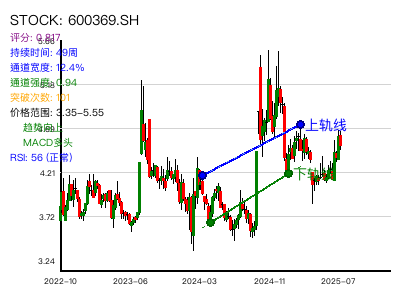 STOCK: 600369.SH
评分: 0.817
持续时间: 49周
通道宽度: 12.4%
通道强度: 0.94
突破次数: 101
价格范围: 3.35-5.55
趋势向上
MACD多头
RSI: 56 (正常)
上轨线
下轨
4.21
3.72
3.24
2022-10
2023-06
2024-03
2024-11
2025-07